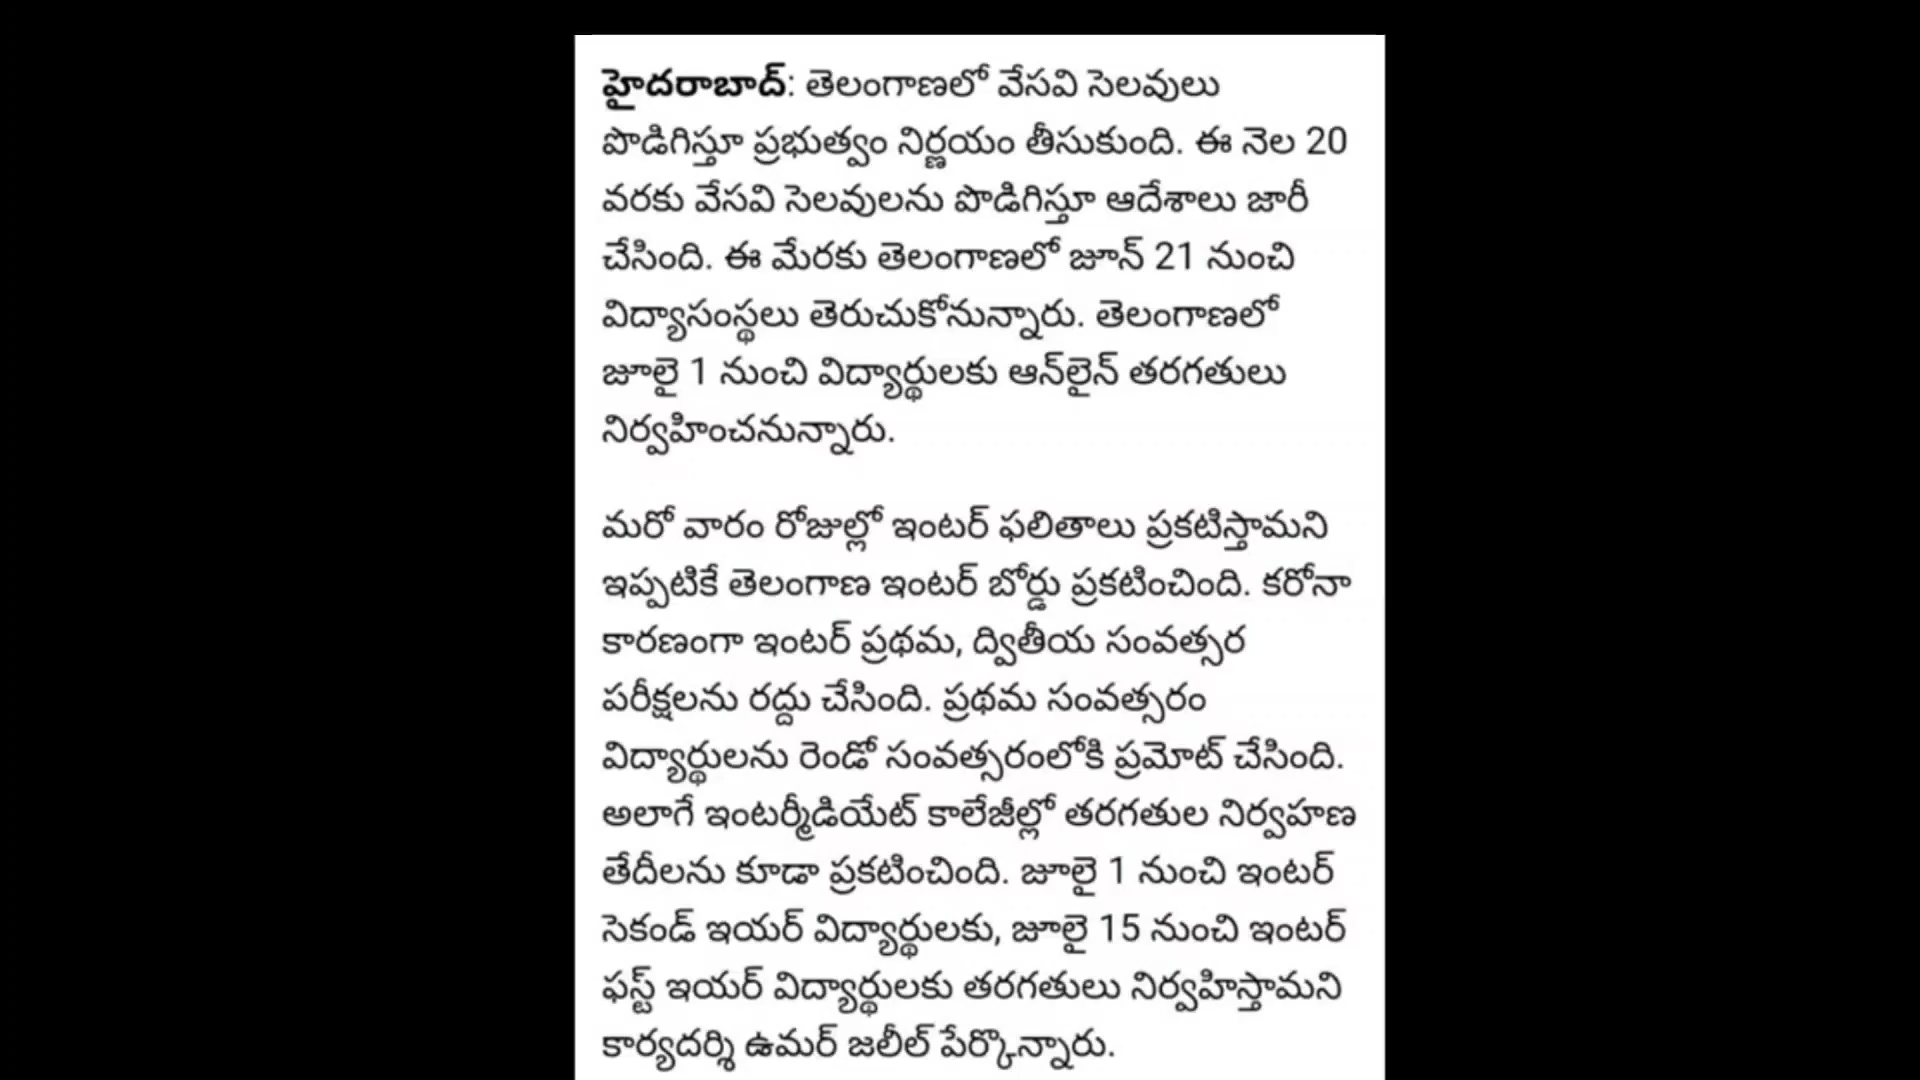 హైదరాబాద్: తెలంగాణలో వేసవి సెలవులు
పొడిగిస్తూ ప్రభుత్వం నిర్ణయం తీసుకుంది. ఈ నెల 20
వరకు వేసవి సెలవులను పొడిగిస్తూ ఆదేశాలు జారీ
చేసింది. ఈ మేరకు తెలంగాణలో జూన్ 21 నుంచి
విద్యాసంస్థలు తెరుచుకోనున్నారు. తెలంగాణలో
జూలై 1 నుంచి విద్యార్థులకు ఆన్‌లైన్ తరగతులు
నిర్వహించనున్నారు.
మరో వారం రోజుల్లో ఇంటర్ ఫలితాలు ప్రకటిస్తామని
ఇప్పటికే తెలంగాణ ఇంటర్ బోర్డు ప్రకటించింది. కరోనా
కారణంగా ఇంటర్ ప్రథమ, ద్వితీయ సంవత్సర
పరీక్షలను రద్దు చేసింది. ప్రథమ సంవత్సరం
విద్యార్థులను రెండో సంవత్సరంలోకి ప్రమోట్ చేసింది.
అలాగే ఇంటర్మీడియేట్ కాలేజీల్లో తరగతుల నిర్వహణ
తేదీలను కూడా ప్రకటించింది. జూలై 1 నుంచి ఇంటర్
సెకండ్ ఇయర్ విద్యార్థులకు, జూలై 15 నుంచి ఇంటర్
ఫస్ట్ ఇయర్ విద్యార్థులకు తరగతులు నిర్వహిస్తామని
కార్యదర్శి ఉమర్ జలీల్ పేర్కొన్నారు.